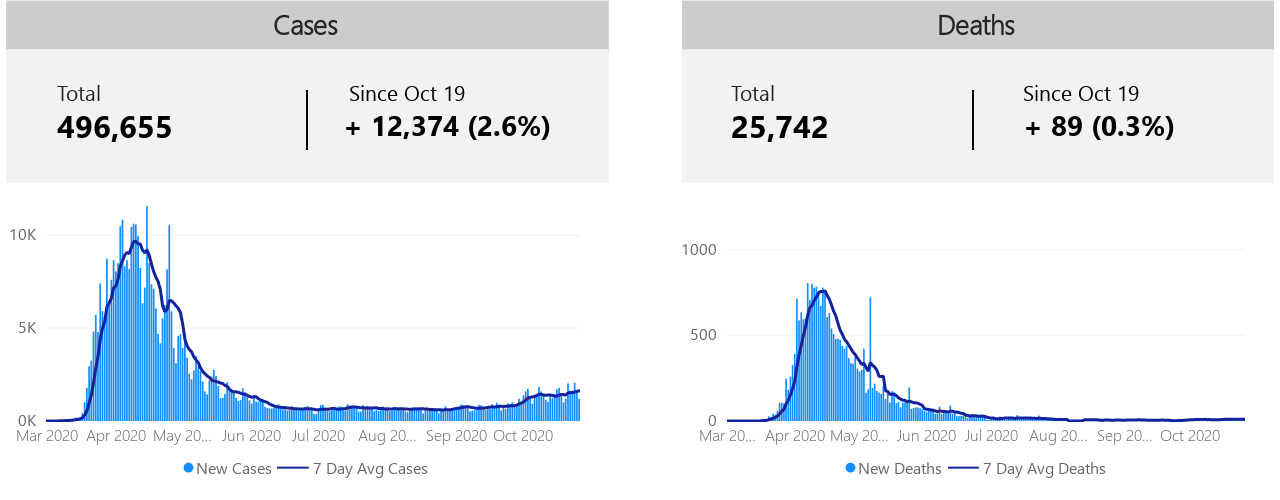 Cases
Total
496,655
Since Oct 19
+ 12,374 (2.6%)
10K
5K
0K
Mar 2020 Apr 2020 May 20... Jun 2020 Jul 2020 Aug 20... Sep 2020 Oct 2020
New Cases 7 Day Avg Cases
Deaths
Total
25,742
Since Oct 19
+ 89 (0.3%)
1000
500
0
Mar 20... Apr 2020 May 20... Jun 2020 Jul 2020 Aug 20... Sep 20... Oct 2020
New Deaths 7 Day Avg Deaths